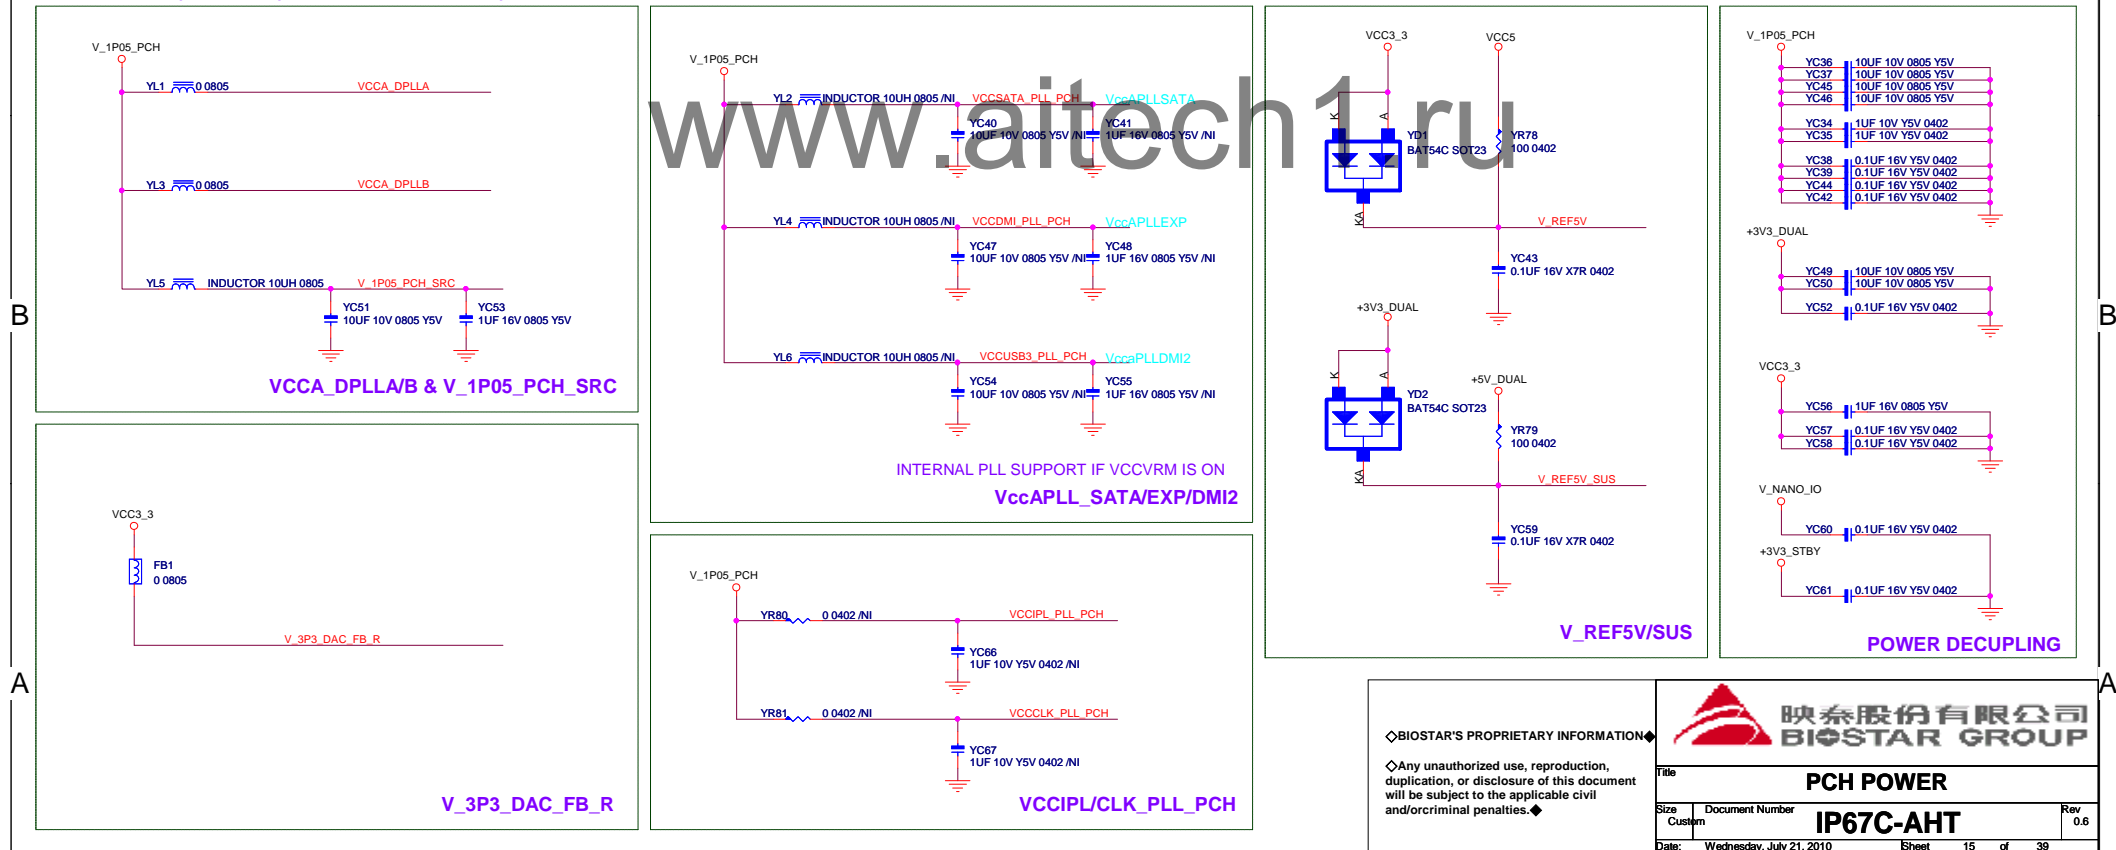 V_1P05_PCH
YL1 0 0805 VCCA_DPLLA
YL3 0 0805 VCCA_DPLLB
YL5 INDUCTOR 10UH 0805 V_1P05_PCH_SRC
YC51
10UF 10V 0805 Y5V
YC53
1UF 16V 0805 Y5V
VCCA_DPLLA/B & V_1P05_PCH_SRC
VCC3_3
FB1
0 0805
V_3P3_DAC_FB_R
V_3P3_DAC_FB_R
V_1P05_PCH
YL2 INDUCTOR 10UH 0805 /NI VCCSATA_PLL_PCH VccAPLLSATA
YC40
10UF 10V 0805 Y5V /NI
YC41
1UF 16V 0805 Y5V /NI
YL4 INDUCTOR 10UH 0805 /NI VCCDMI_PLL_PCH VccAPLLEXP
YC47
10UF 10V 0805 Y5V /NI
YC48
1UF 16V 0805 Y5V /NI
YL6 INDUCTOR 10UH 0805 /NI VCCUSB3_PLL_PCH VccaPLLDMI2
YC54
10UF 10V 0805 Y5V /NI
YC55
1UF 16V 0805 Y5V /NI
INTERNAL PLL SUPPORT IF VCCVRM IS ON
VccAPLL_SATA/EXP/DMI2
V_1P05_PCH
YR80 0 0402 /NI VCCIPL_PLL_PCH
YC66
1UF 10V Y5V 0402 /NI
YR81 0 0402 /NI VCCCLK_PLL_PCH
YC67
1UF 10V Y5V 0402 /NI
VCCIPL/CLK_PLL_PCH
www.aitech1.ru
VCC3_3 VCC5
K A
YD1
BAT54C SOT23
KA
YR78
100 0402
V_REF5V
YC43
0.1UF 16V X7R 0402
+3V3_DUAL
+5V_DUAL
K A
YD2
BAT54C SOT23
KA
YR79
100 0402
V_REF5V_SUS
YC59
0.1UF 16V X7R 0402
V_REF5V/SUS
V_1P05_PCH
YC36 10UF 10V 0805 Y5V
YC37 10UF 10V 0805 Y5V
YC45 10UF 10V 0805 Y5V
YC46 10UF 10V 0805 Y5V
YC34 1UF 10V Y5V 0402
YC35 1UF 10V Y5V 0402
YC38 0.1UF 16V Y5V 0402
YC39 0.1UF 16V Y5V 0402
YC44 0.1UF 16V Y5V 0402
YC42 0.1UF 16V Y5V 0402
+3V3_DUAL
YC49 10UF 10V 0805 Y5V
YC50 10UF 10V 0805 Y5V
YC52 0.1UF 16V Y5V 0402
VCC3_3
YC56 1UF 16V 0805 Y5V
YC57 0.1UF 16V Y5V 0402
YC58 0.1UF 16V Y5V 0402
V_NANO_IO
YC60 0.1UF 16V Y5V 0402
+3V3_STBY
YC61 0.1UF 16V Y5V 0402
POWER DECUPLING
B B
A A
◇BIOSTAR'S PROPRIETARY INFORMATION◆
◇Any unauthorized use, reproduction,
duplication, or disclosure of this document
will be subject to the applicable civil
and/orcriminal penalties.◆
映泰股份有限公司
BIOSTAR GROUP
Title
PCH POWER
Size Document Number Rev
Custom IP67C-AHT 0.6
Date: Wednesday, July 21, 2010 Sheet 15 of 39